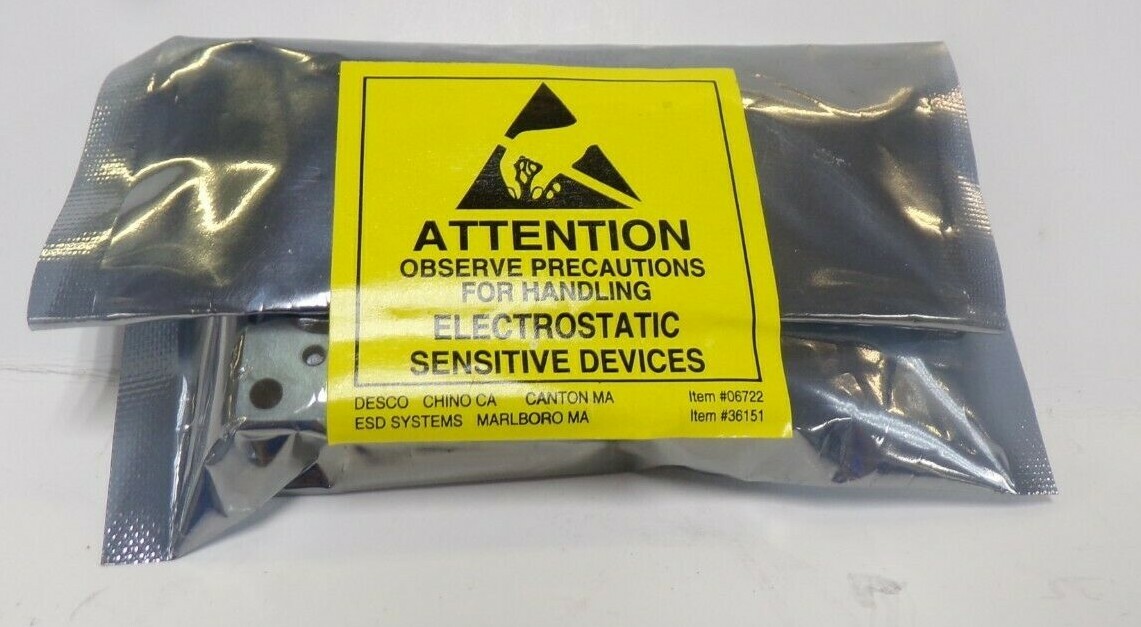 ATTENTION
OBSERVE PRECAUTIONS
FOR HANDLING
ELECTROSTATIC
SENSITIVE DEVICES
DESCO CHINO CA CANTON MA Item #06722
ESD SYSTEMS MARLBORO MA Item #36151